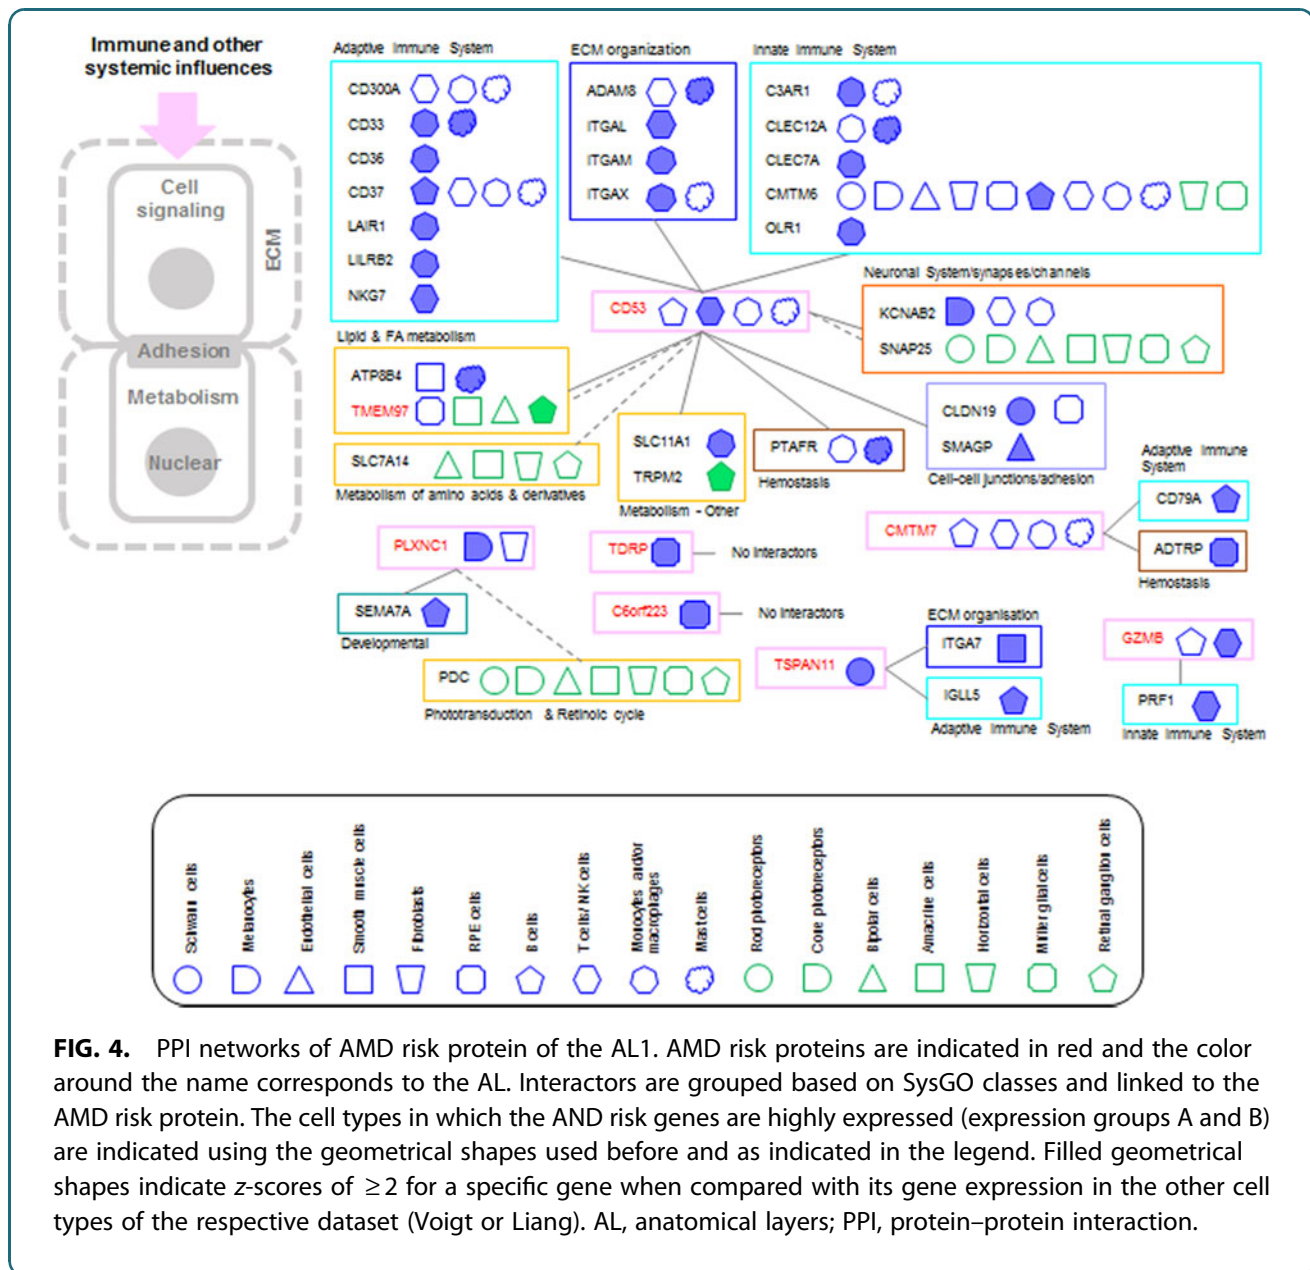 Immune and other
systemic influences
Cell
signaling
ECM
Adhesion
Metabolism
Nuclear
Adaptive Immune System
CD300A
CD33
CD36
CD37
LAIR1
LILRB2
NKG7
ECM organization
ADAM8
ITGAL
ITGAM
ITGAX
Innate Immune System
C3AR1
CLEC12A
CLEC7A
CMTM6
OLR1
CD53
Neuronal System/synapses/channels
KCNAB2
SNAP25
Lipid & FA metabolism
ATP8B4
TMEM97
SLC7A14
Metabolism of amino acids & derivatives
SLC11A1
TRPM2
Metabolism - Other
PTAFR
Hemostasis
CLDN19
SMAGP
Cell-cell junctions/adhesion
Adaptive Immune
System
CD79A
CMTM7
ADTRP
Hemostasis
PLXNC1
SEMA7A
Developmental
TDRP
No Interactors
C6orf223
No Interactors
PDC
Phototransduction & Retinoic cycle
TSPAN11
ECM organisation
ITGA7
IGLL5
Adaptive Immune System
GZMB
PRF1
Innate Immune System
Schwann cells
Melanocytes
Endothelial cells
Smooth muscle cells
Fibroblasts
RPE cells
B cells
T cells/ NK cells
Monocytes and/or
macrophages
Mast cells
Rod photoreceptors
Cone photoreceptors
Bipolar cells
Amacrine cells
Horizontal cells
Müller glial cells
Retinal ganglion cells
FIG. 4. PPI networks of AMD risk protein of the AL1. AMD risk proteins are indicated in red and the color
around the name corresponds to the AL. Interactors are grouped based on SysGO classes and linked to the
AMD risk protein. The cell types in which the AND risk genes are highly expressed (expression groups A and B)
are indicated using the geometrical shapes used before and as indicated in the legend. Filled geometrical
shapes indicate z-scores of ≥2 for a specific gene when compared with its gene expression in the other cell
types of the respective dataset (Voigt or Liang). AL, anatomical layers; PPI, protein–protein interaction.